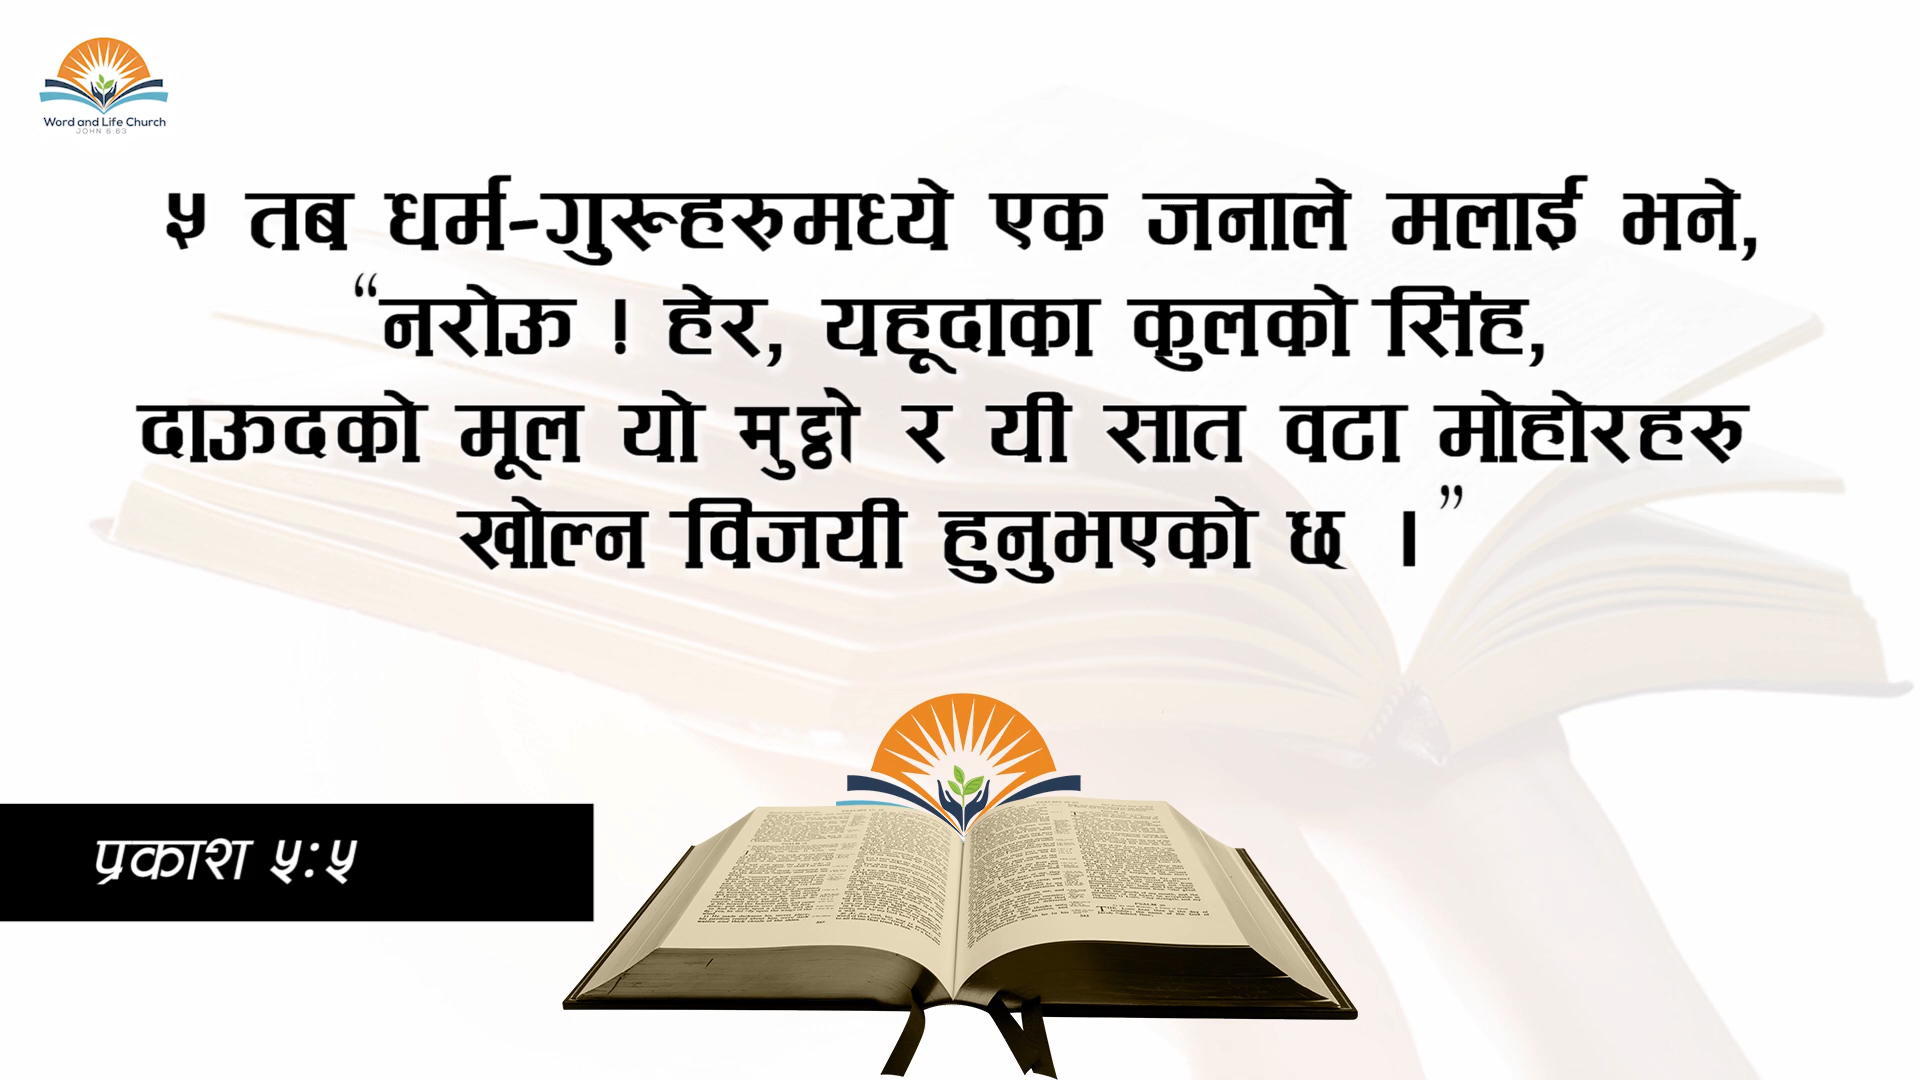 Word and Life Church
JOHN 6:63
५ तब धर्म-गुरूहरुमध्ये एक जनाले मलाई भने,
“नरोऊ ! हेर, यहूदाका कुलको सिंह,
दाऊदको मूल यो मुट्ठो र यी सात वटा मोहोरहरु
खोल्न विजयी हुनुभएको छ ।”
प्रकाश ५:५